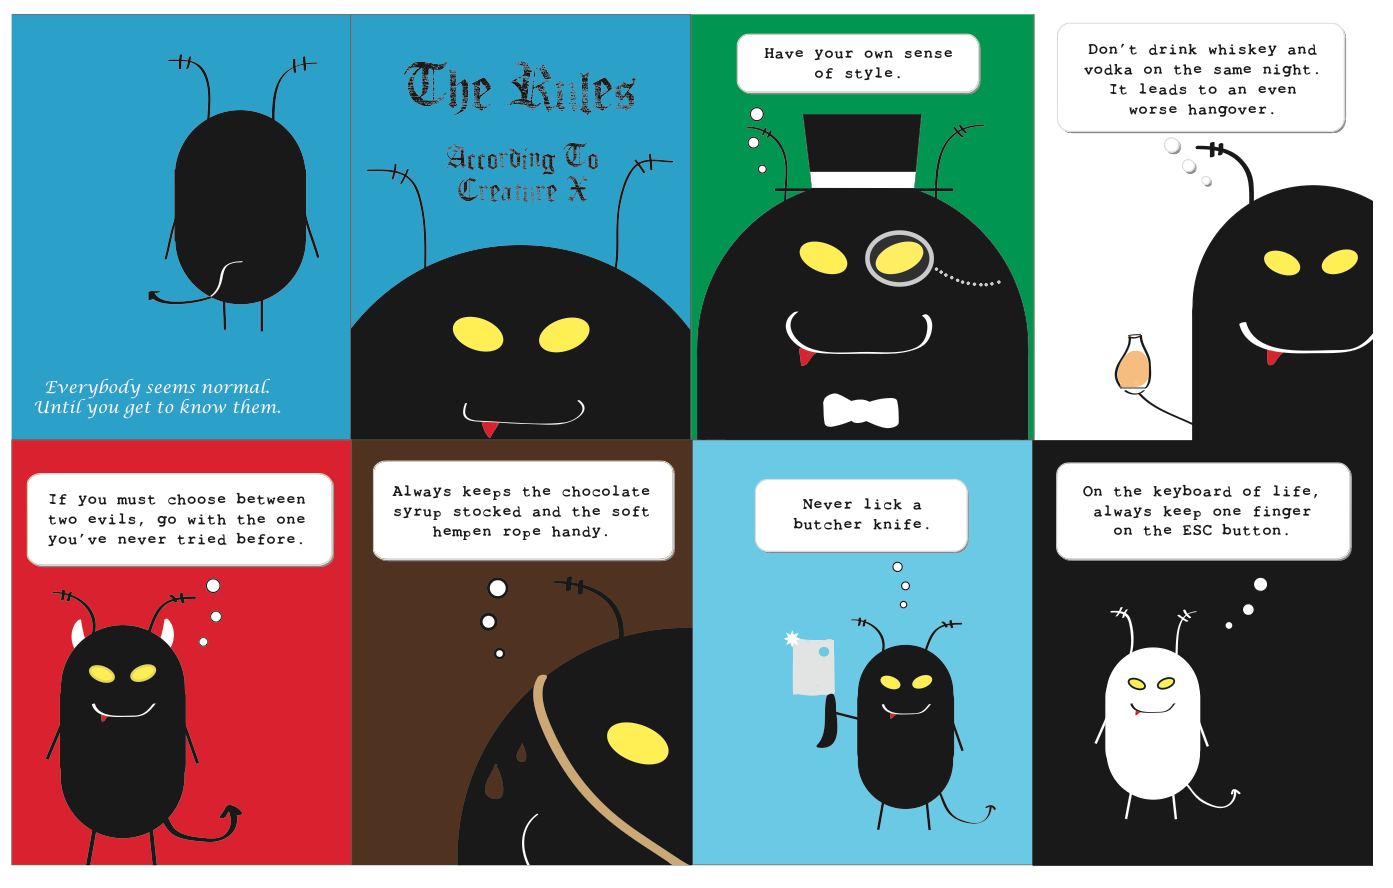 Everybody seems normal.
Until you get to know them.
The Rules
According To
Creature X
Have your own sense
of style.
Don't drink whiskey and
vodka on the same night.
It leads to an even
worse hangover.
If you must choose between
two evils, go with the one
you've never tried before.
Always keeps the chocolate
syrup stocked and the soft
hempen rope handy.
Never lick a
butcher knife.
On the keyboard of life,
always keep one finger
on the ESC button.